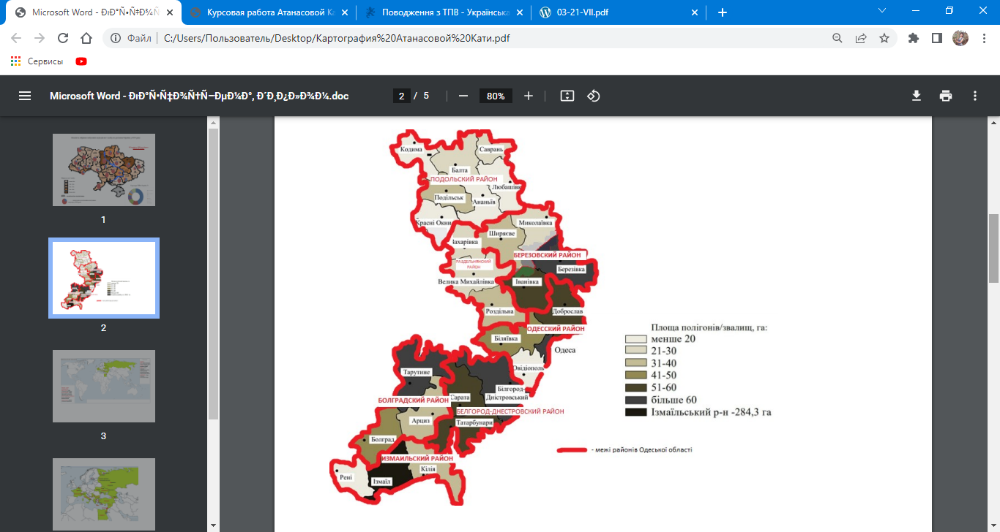 Microsoft Word - ÐıÐ°Ñ•Ñ‡Ð¾Ñ
Курсовая работа Атанасовой Ка
Поводження з ТПВ - Українська
03-21-VII.pdf
Файл
C:/Users/Пользователь/Desktop/Картография%20Атанасовой%20Кати.pdf
Сервисы
Microsoft Word - ÐıÐ°Ñ•Ñ‡Ð¾Ñ†Ñ–ÐµÐ½Ð°, Ð´Ð¸Ð¿Ð»Ð¾Ð¼.doc
2 / 5
80%
1
2
3
Кодима
Саврань
Балта
ПОДОЛЬСКИЙ РАЙОН
Любашівк
Подільськ
Ананьїв
Красні Окни
Миколаївка
Ширяєве
Захарівка
БЕРЕЗОВСКИЙ РАЙОН
РАЗДЕЛЬНЯНСКИЙ
РАЙОН
Березівка
Велика Михайлівка
Іванівка
Роздільна
Доброслав
ОДЕССКИЙ РАЙОН
Біляївка
Одеса
Овідіополь
Тарутине
Білгород-
Дністровський
Сарата
БОЛГРАДСКИЙ РАЙОН
БЕЛГОРОД-ДНЕСТРОВСКИЙ РАЙОН
Арциз
Татарбунари
Болград
ИЗМАИЛЬСКИЙ РАЙОН
Кілія
Рені
Ізмаїл
Площа полігонів/звалищ, га:
менше 20
21-30
31-40
41-50
51-60
більше 60
Ізмаїльський р-н -284,3 га
- межі районів Одеської області